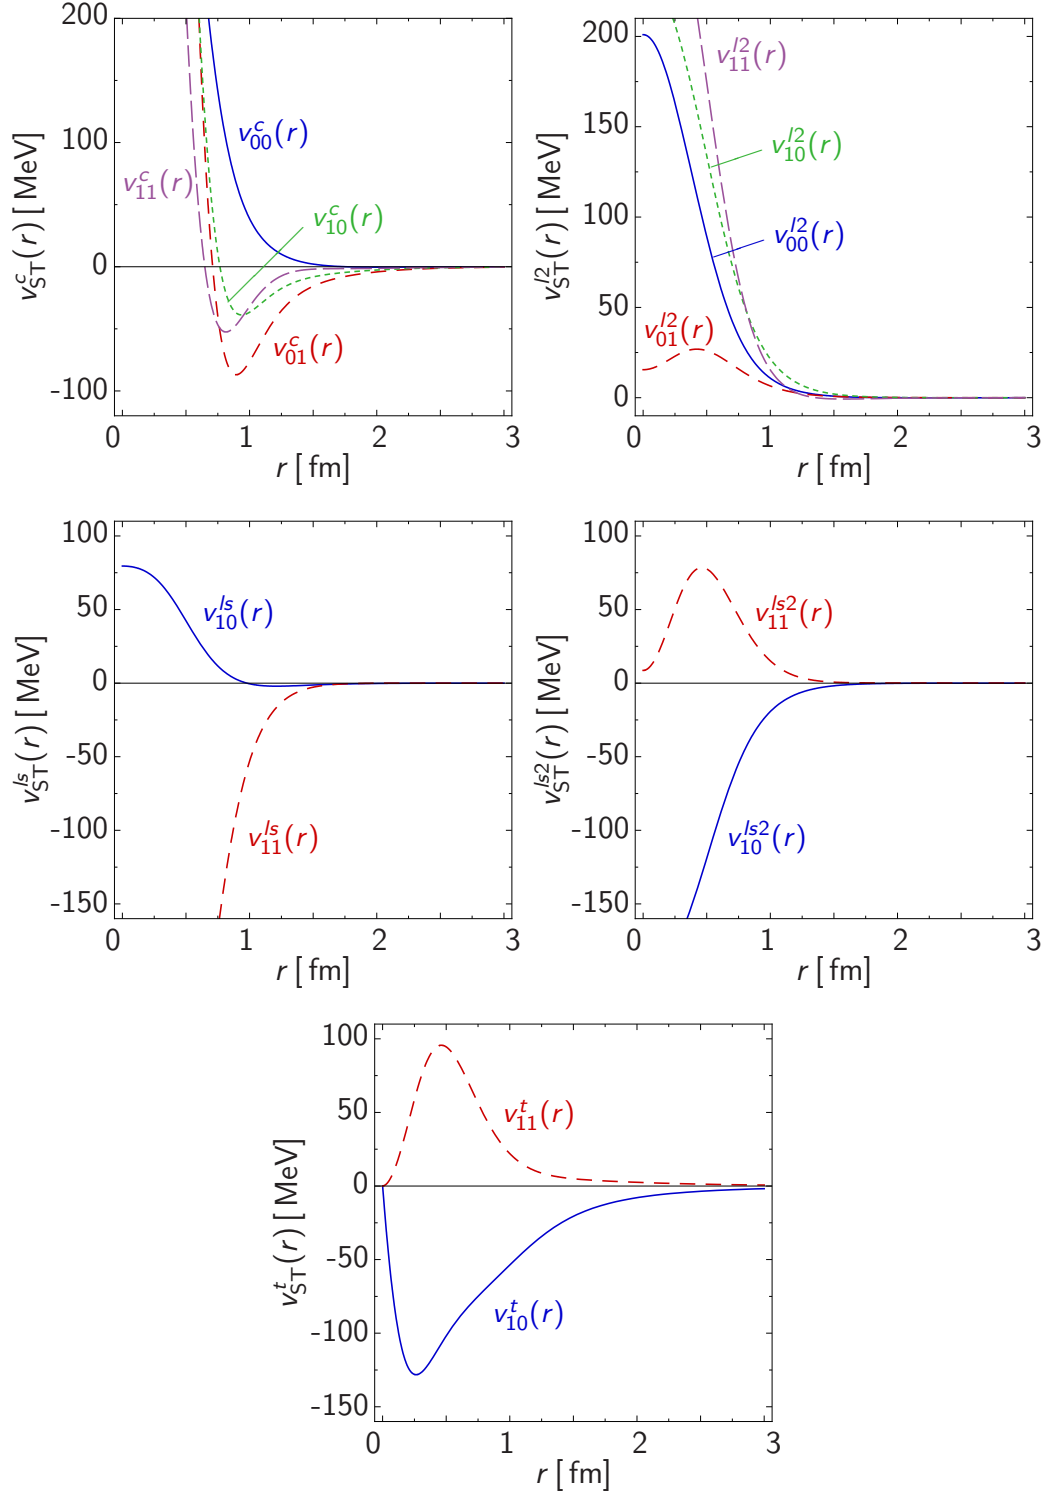 200
100
0
-100
v^c_ST(r) [ MeV]
v^c_00(r)
v^c_11(r)
v^c_10(r)
v^c_01(r)
0 1 2 3
r [ fm]
200
150
100
50
0
v^l2_ST(r) [ MeV]
v^l2_11(r)
v^l2_10(r)
v^l2_00(r)
v^l2_01(r)
0 1 2 3
r [ fm]
100
50
0
-50
-100
-150
v^ls_ST(r) [ MeV]
v^ls_10(r)
v^ls_11(r)
0 1 2 3
r [ fm]
100
50
0
-50
-100
-150
v^ls2_ST(r) [ MeV]
v^ls2_11(r)
v^ls2_10(r)
0 1 2 3
r [ fm]
100
50
0
-50
-100
-150
v^t_ST(r) [ MeV]
v^t_11(r)
v^t_10(r)
0 1 2 3
r [ fm]